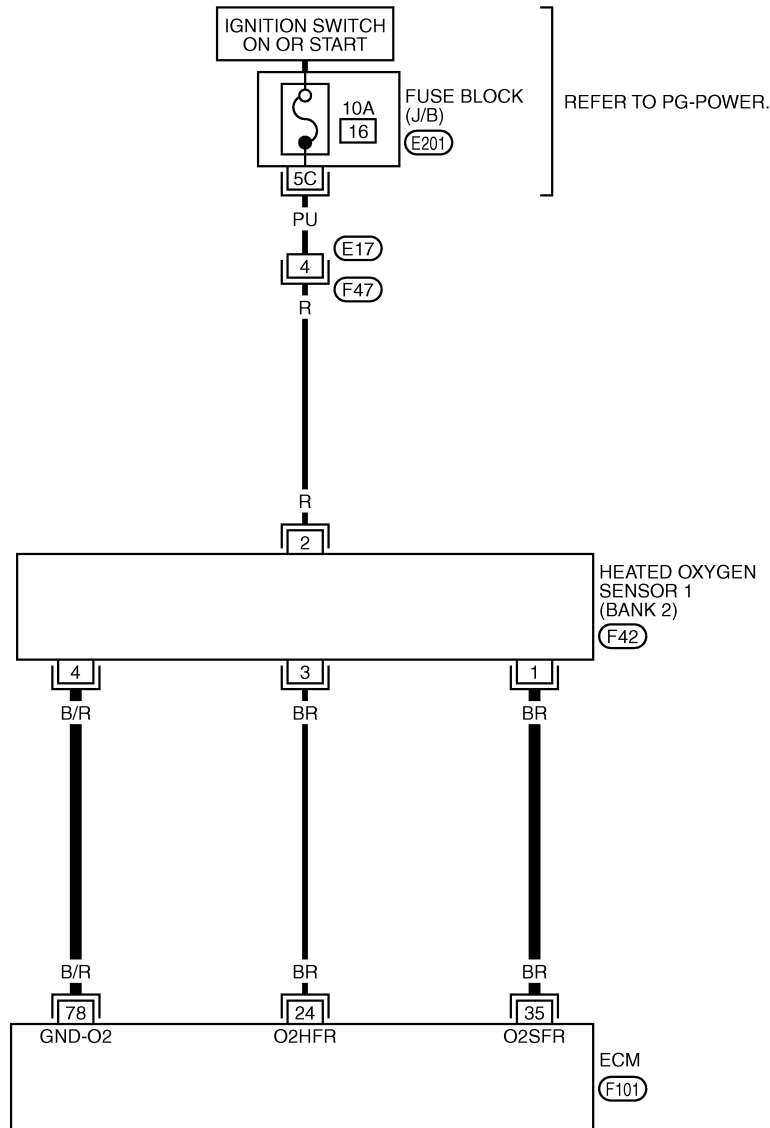 IGNITION SWITCH
ON OR START
FUSE BLOCK
(J/B)
E201
10A
16
REFER TO PG-POWER.
5C
PU
E17
4
F47
R
R
2
HEATED OXYGEN
SENSOR 1
(BANK 2)
F42
4 3 1
B/R BR BR
B/R BR BR
78 24 35
GND-O2 O2HFR O2SFR
ECM
F101